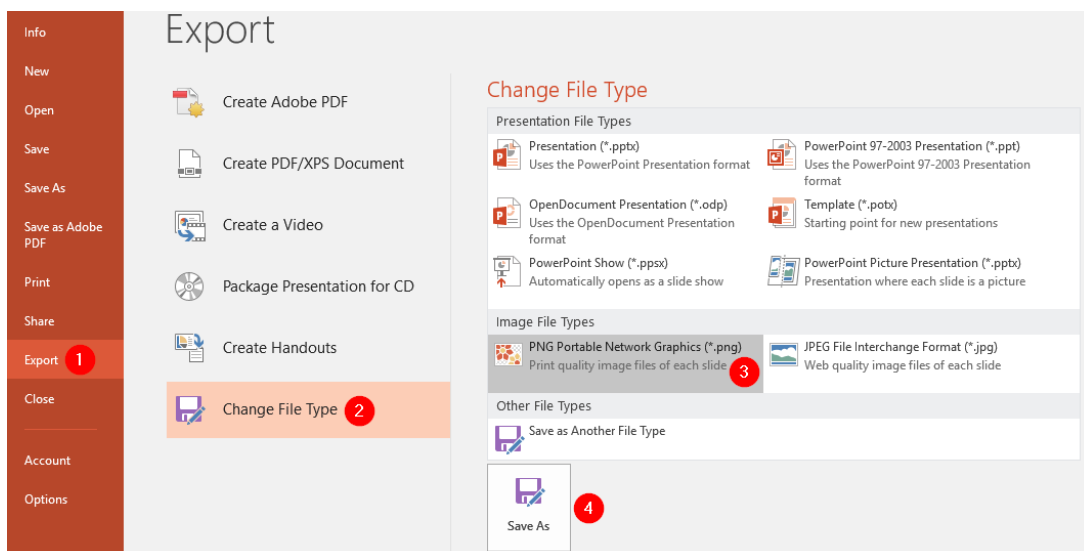 Info
New
Open
Save
Save As
Save as Adobe
PDF
Print
Share
Export 1
Close
Account
Options
Export
Create Adobe PDF
Create PDF/XPS Document
Create a Video
Package Presentation for CD
Create Handouts
Change File Type 2
Change File Type
Presentation File Types
Presentation (*.pptx)
Uses the PowerPoint Presentation format
PowerPoint 97-2003 Presentation (*.ppt)
Uses the PowerPoint 97-2003 Presentation
format
OpenDocument Presentation (*.odp)
Uses the OpenDocument Presentation
format
Template (*.potx)
Starting point for new presentations
PowerPoint Show (*.ppsx)
Automatically opens as a slide show
PowerPoint Picture Presentation (*.pptx)
Presentation where each slide is a picture
Image File Types
PNG Portable Network Graphics (*.png)
Print quality image files of each slide 3
JPEG File Interchange Format (*.jpg)
Web quality image files of each slide
Other File Types
Save as Another File Type
Save As
4